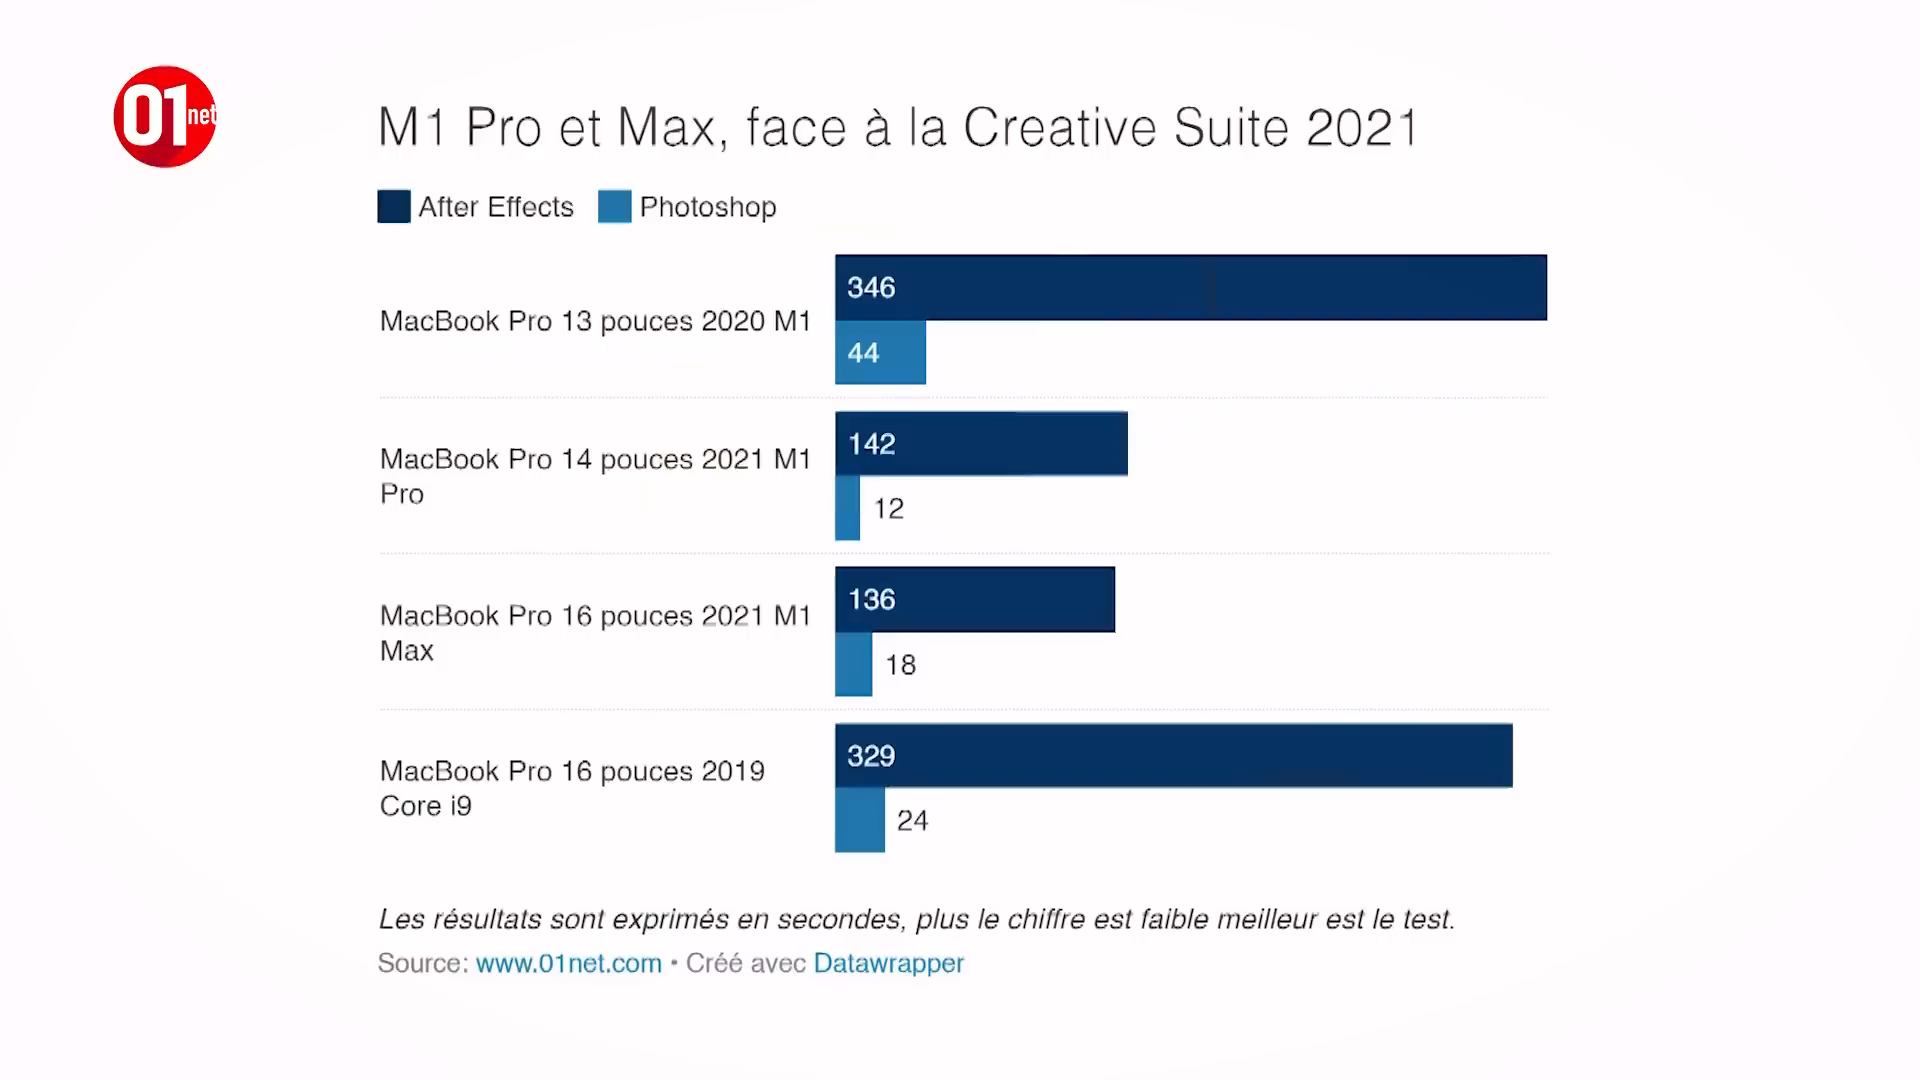 01net
M1 Pro et Max, face à la Creative Suite 2021
After Effects Photoshop
MacBook Pro 13 pouces 2020 M1
346
44
MacBook Pro 14 pouces 2021 M1
Pro
142
12
MacBook Pro 16 pouces 2021 M1
Max
136
18
MacBook Pro 16 pouces 2019
Core i9
329
24
Les résultats sont exprimés en secondes, plus le chiffre est faible meilleur est le test.
Source: www.01net.com • Créé avec Datawrapper